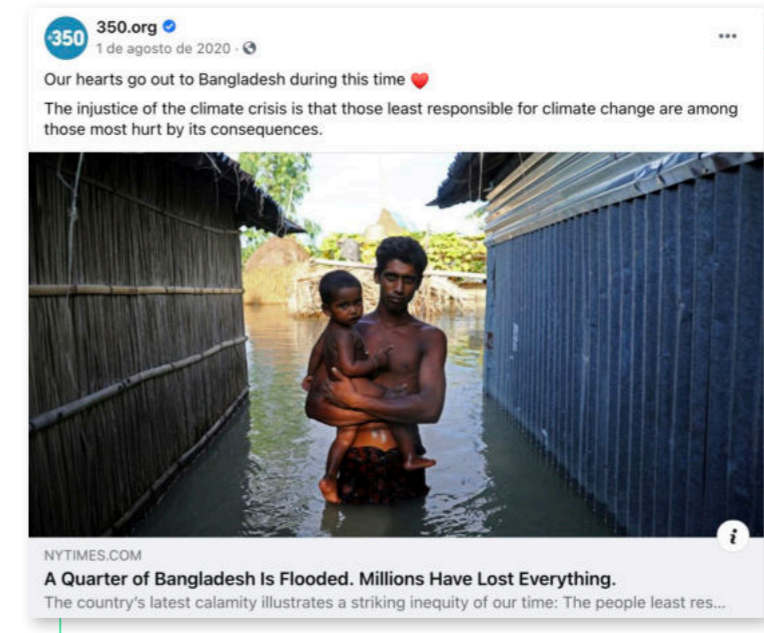 350
350.org
1 de agosto de 2020 ·
Our hearts go out to Bangladesh during this time ❤️
The injustice of the climate crisis is that those least responsible for climate change are among
those most hurt by its consequences.
i
NYTIMES.COM
A Quarter of Bangladesh Is Flooded. Millions Have Lost Everything.
The country's latest calamity illustrates a striking inequity of our time: The people least res...